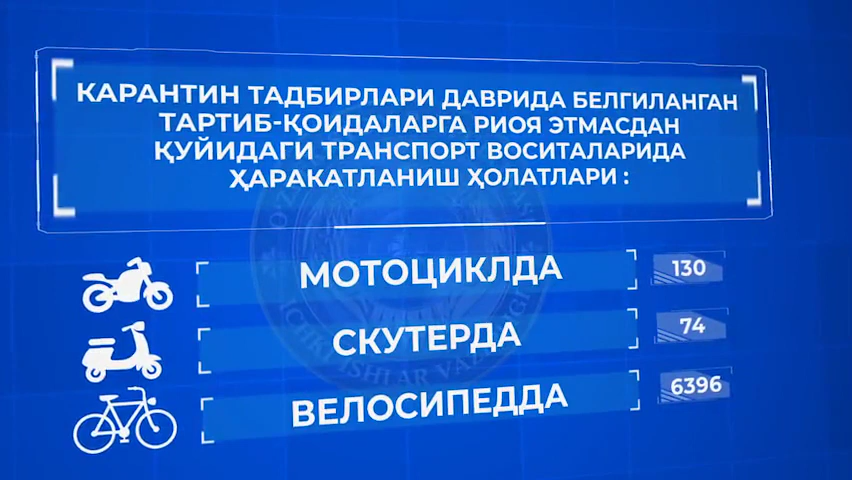 КАРАНТИН ТАДБИРЛАРИ ДАВРИДА БЕЛГИЛАНГАН
ТАРТИБ-ҚОИДАЛАРГА РИОЯ ЭТМАСДАН
ҚУЙИДАГИ ТРАНСПОРТ ВОСИТАЛАРИДА
ҲАРАКАТЛАНИШ ҲОЛАТЛАРИ :
МОТОЦИКЛДА 130
СКУТЕРДА 74
ВЕЛОСИПЕДДА 6396